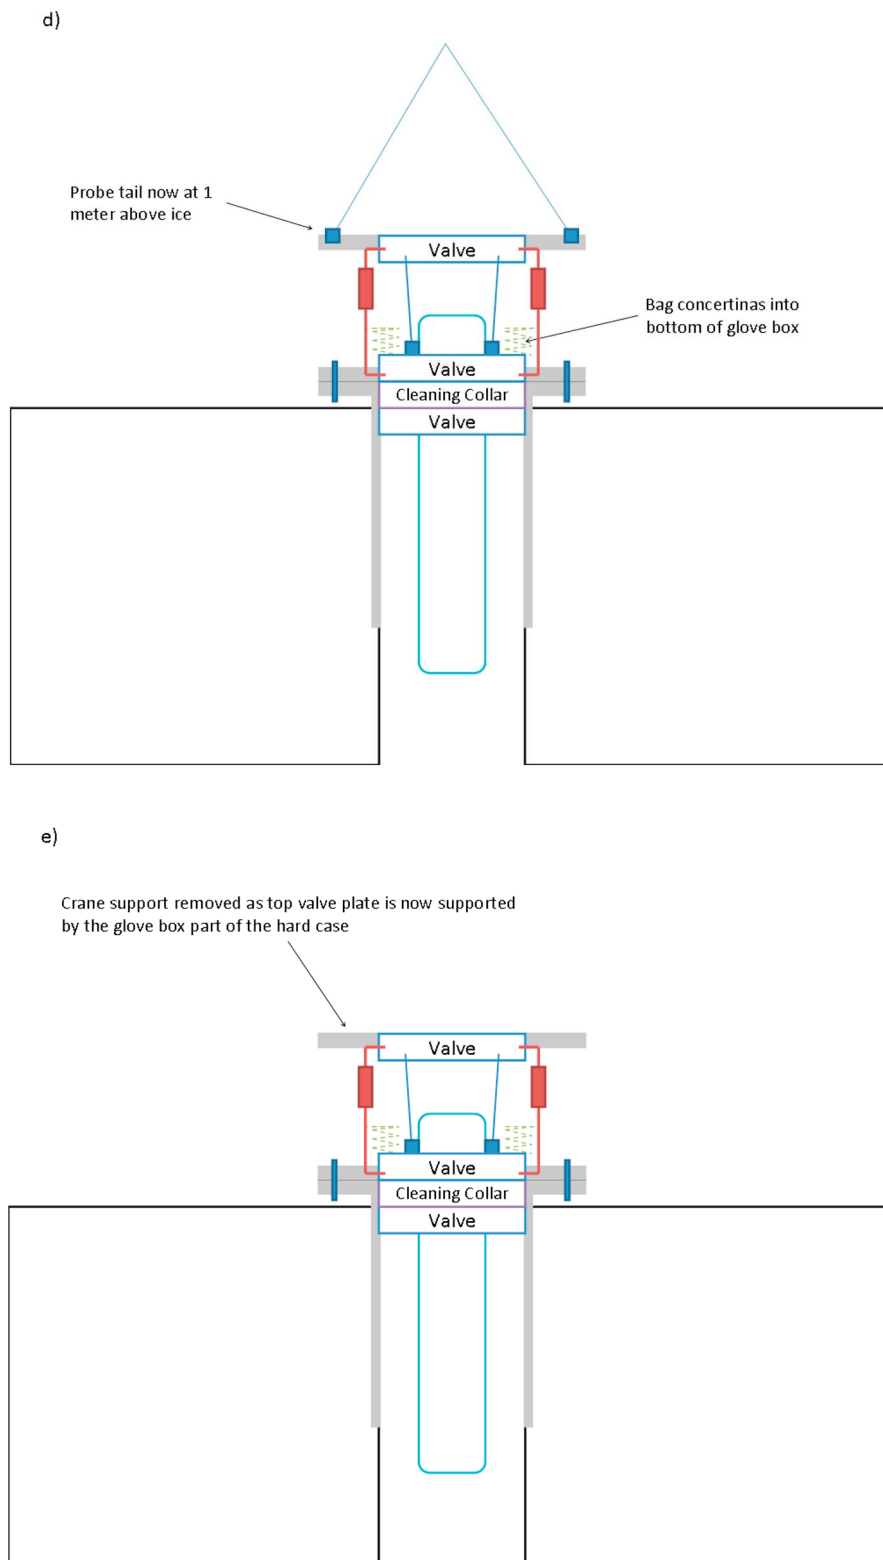 d)
Probe tail now at 1
meter above ice
Valve
Bag concertinas into
bottom of glove box
Valve
Cleaning Collar
Valve
e)
Crane support removed as top valve plate is now supported
by the glove box part of the hard case
Valve
Valve
Cleaning Collar
Valve